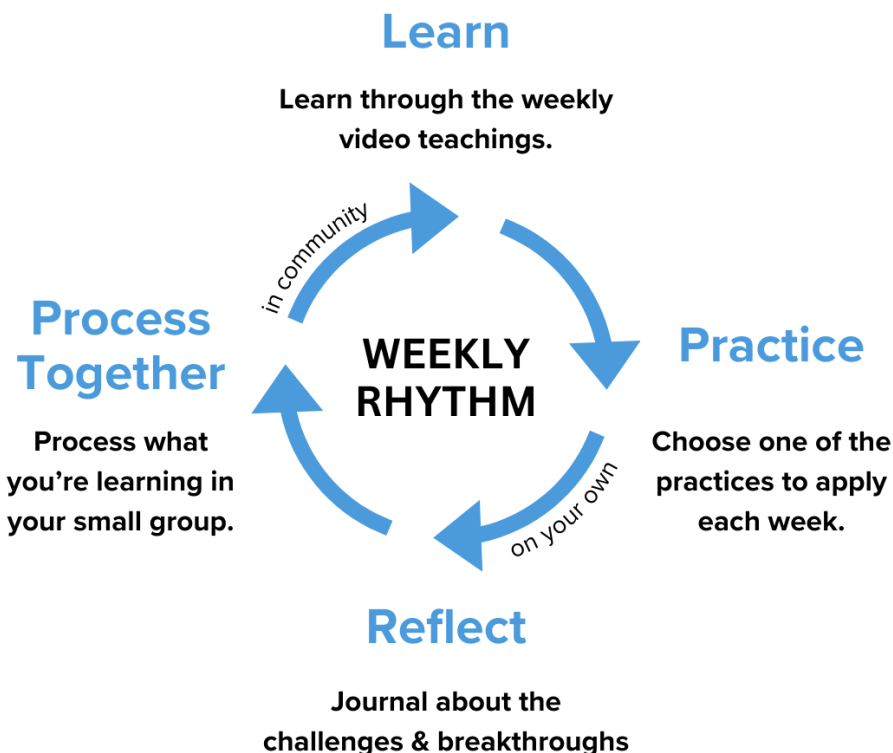 Learn
Learn through the weekly
video teachings.
in community
Process
Together
Process what
you're learning in
your small group.
WEEKLY
RHYTHM
Practice
Choose one of the
practices to apply
each week.
on your own
Reflect
Journal about the
challenges & breakthroughs